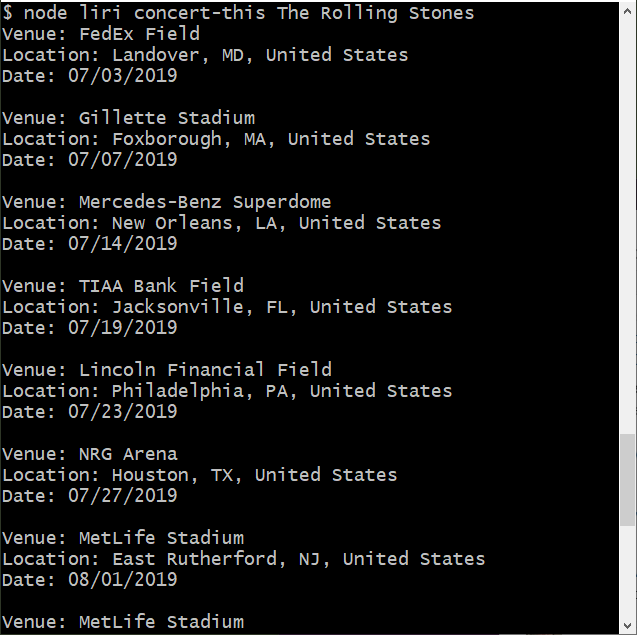 $ node liri concert-this The Rolling Stones
Venue: FedEx Field
Location: Landover, MD, United States
Date: 07/03/2019
Venue: Gillette Stadium
Location: Foxborough, MA, United States
Date: 07/07/2019
Venue: Mercedes-Benz Superdome
Location: New Orleans, LA, United States
Date: 07/14/2019
Venue: TIAA Bank Field
Location: Jacksonville, FL, United States
Date: 07/19/2019
Venue: Lincoln Financial Field
Location: Philadelphia, PA, United States
Date: 07/23/2019
Venue: NRG Arena
Location: Houston, TX, United States
Date: 07/27/2019
Venue: MetLife Stadium
Location: East Rutherford, NJ, United States
Date: 08/01/2019
Venue: MetLife Stadium